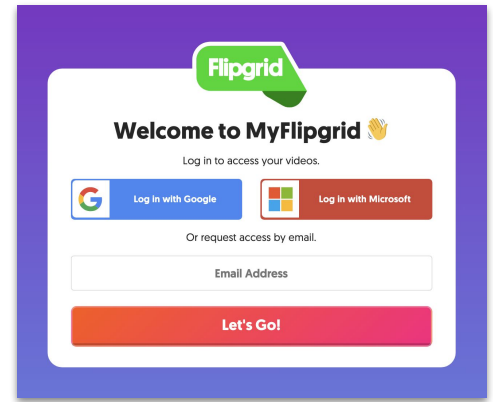 Flipgrid
Welcome to MyFlipgrid 👋
Log in to access your videos.
Log in with Google
Log in with Microsoft
Or request access by email.
Email Address
Let's Go!